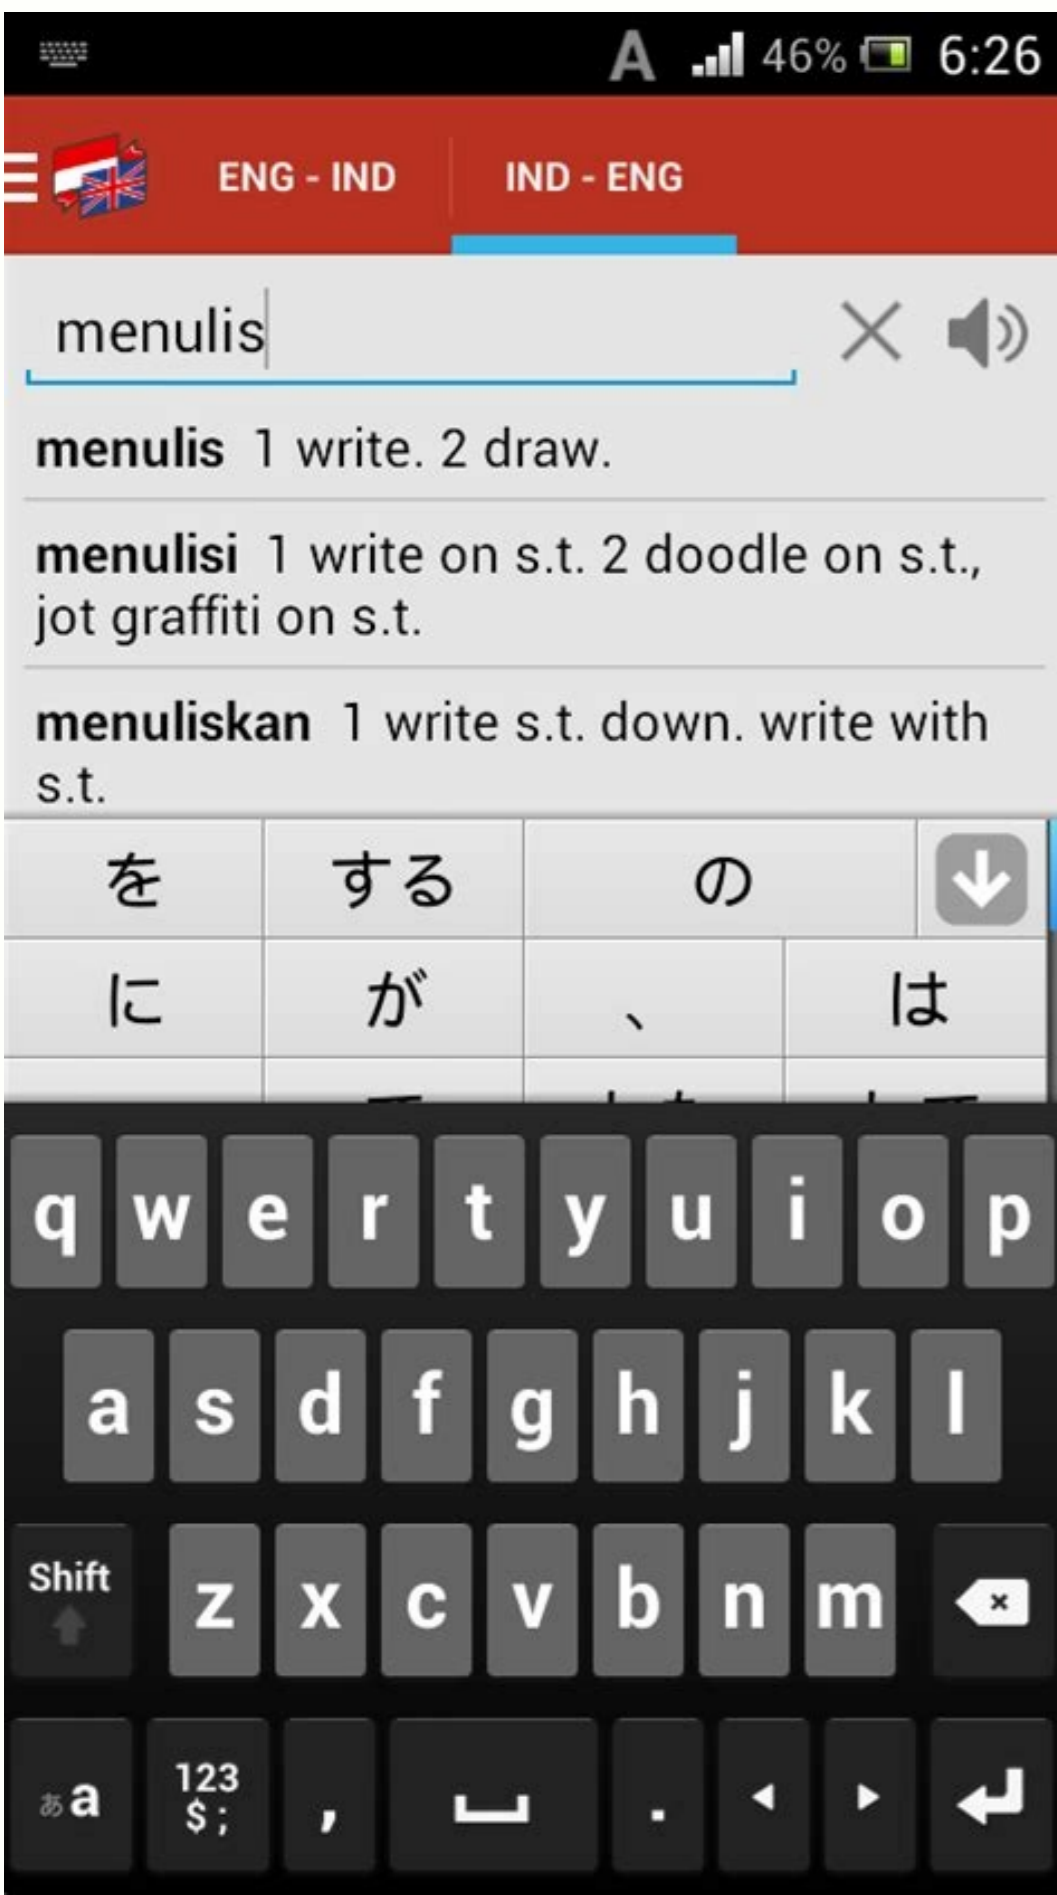 A 46% 6:26
ENG - IND IND - ENG
menulis
menulis 1 write. 2 draw.
menulisi 1 write on s.t. 2 doodle on s.t.,
jot graffiti on s.t.
menuliskan 1 write s.t. down. write with
s.t.
を する の
に が 、 は
q w e r t y u i o p
a s d f g h j k l
Shift z x c v b n m
あa 123 , .
$ ;